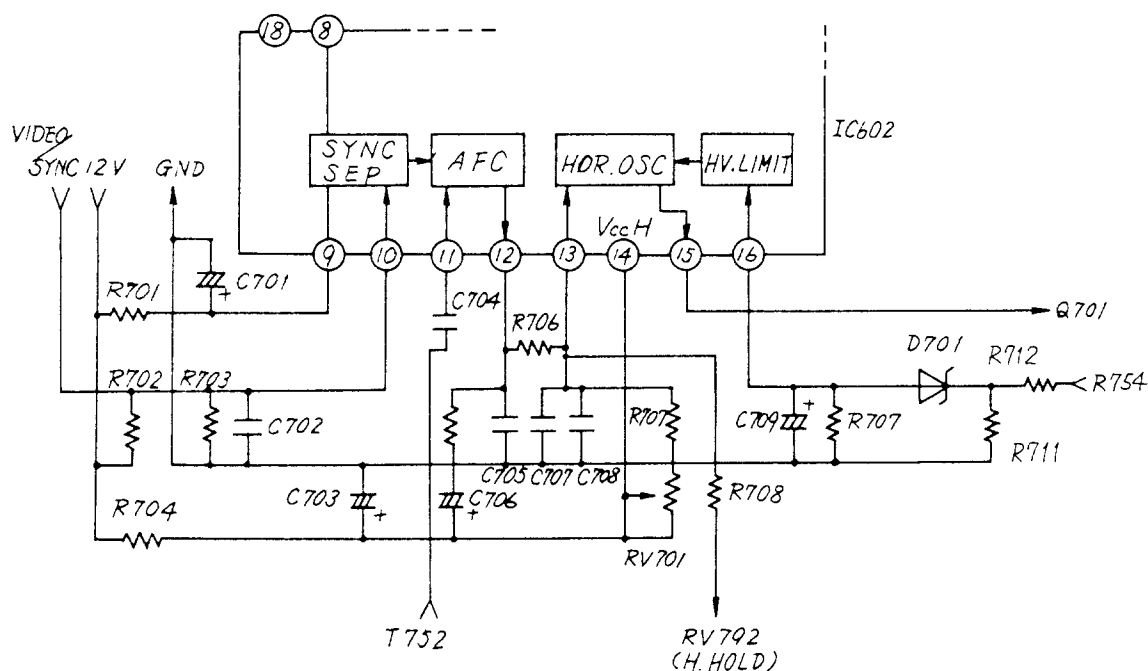 18
8
VIDEO/
SYNC
12V
GND
IC602
SYNC
SEP
AFC
HOR.OSC
HV.LIMIT
VccH
9
10
11
12
13
14
15
16
R701
C701
+
C704
R706
Q701
D701
R712
R754
R702
R703
C702
R707
C709
+
R707
R711
C703
+
C705
C706
+
C707
C708
R708
R704
RV701
T752
RV792
(H.HOLD)